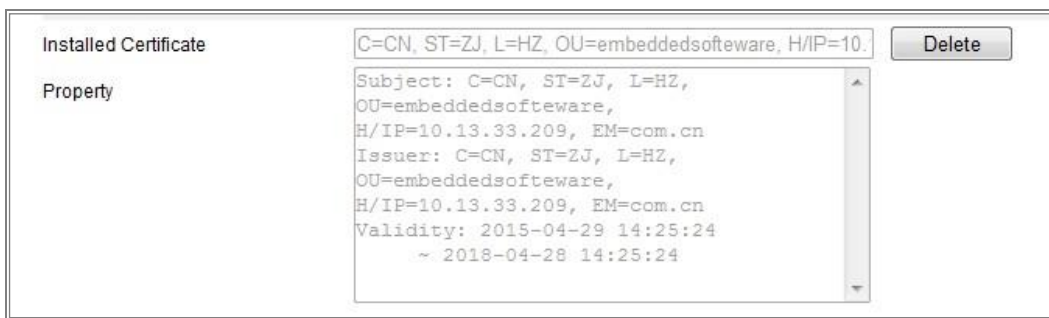 Installed Certificate C=CN, ST=ZJ, L=HZ, OU=embeddedsofteware, H/IP=10. Delete
Property
Subject: C=CN, ST=ZJ, L=HZ,
OU=embeddedsofteware,
H/IP=10.13.33.209, EM=com.cn
Issuer: C=CN, ST=ZJ, L=HZ,
OU=embeddedsofteware,
H/IP=10.13.33.209, EM=com.cn
Validity: 2015-04-29 14:25:24
~ 2018-04-28 14:25:24